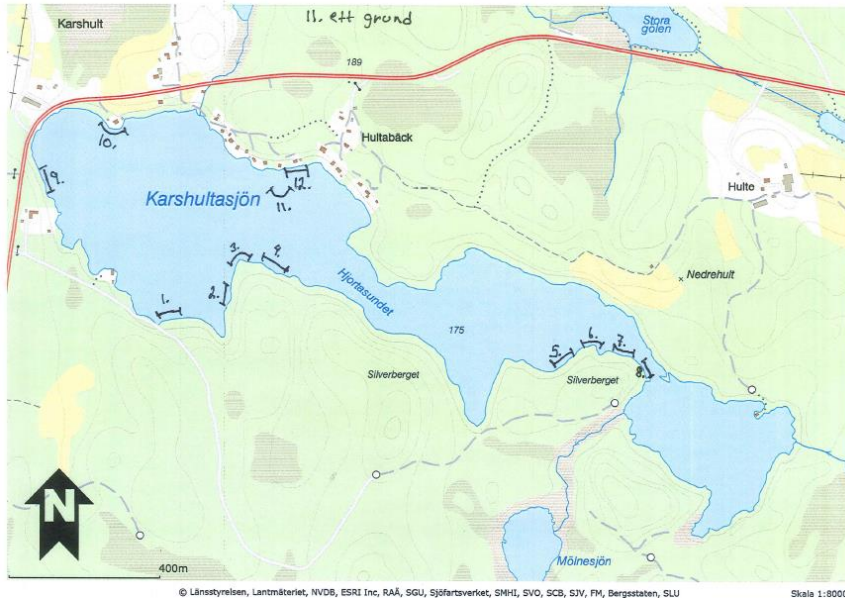 11. ett grund
Karshult
Stora
gölen
189
10.
Hultabäck
9.
12.
Hulte
Karshultasjön
11.
3.
4.
Nedrehult
Hjortasundet
2.
1.
175
6.
7.
5.
8.
Silverberget
Silverberget
N
Mölnesjön
400m
© Länsstyrelsen, Lantmäteriet, NVDB, ESRI Inc, RAÄ, SGU, Sjöfartsverket, SMHI, SVO, SCB, SJV, FM, Bergsstaten, SLU
Skala 1:8000